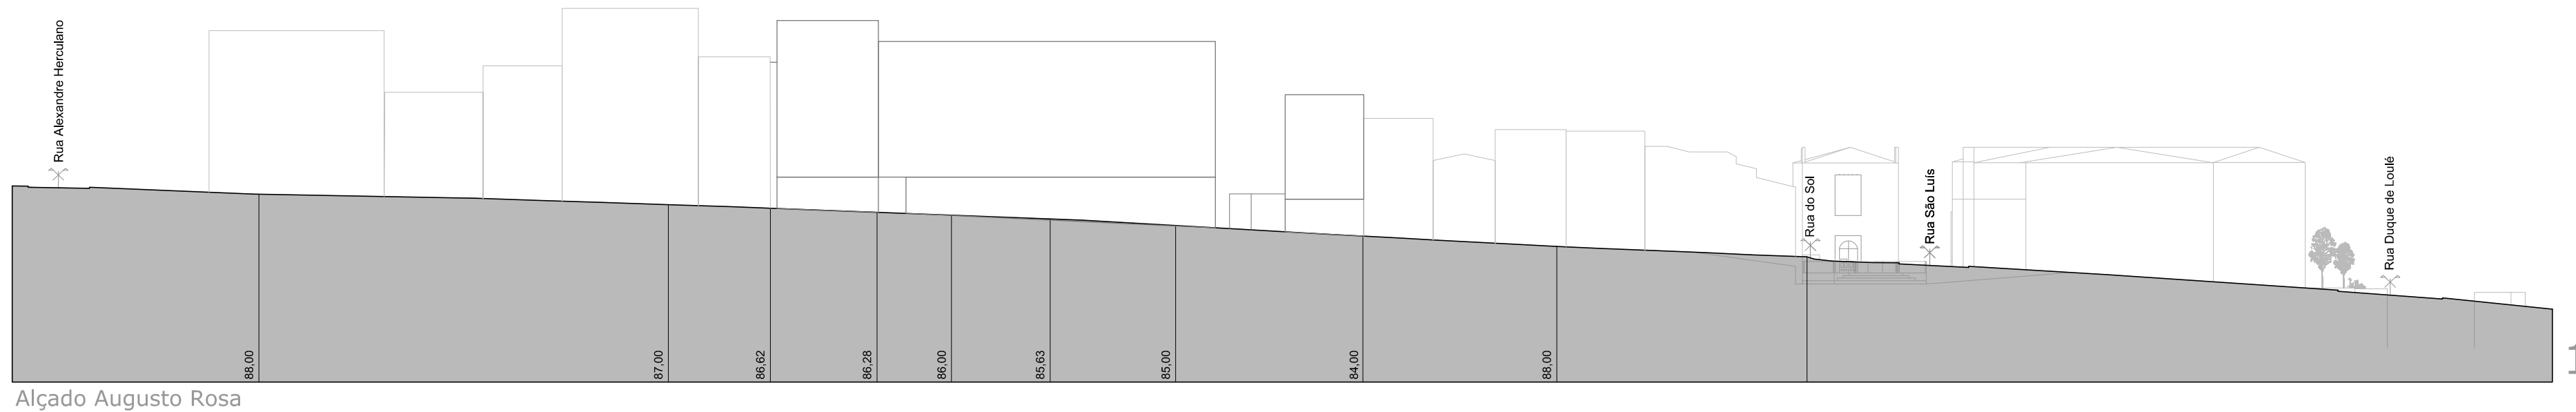 Rua Alexandre Herculano
Rua do Sol
Rua São Luís
Rua Duque de Loulé
88,00
87,00
86,62
86,28
86,00
85,63
85,00
84,00
88,00
Alçado Augusto Rosa